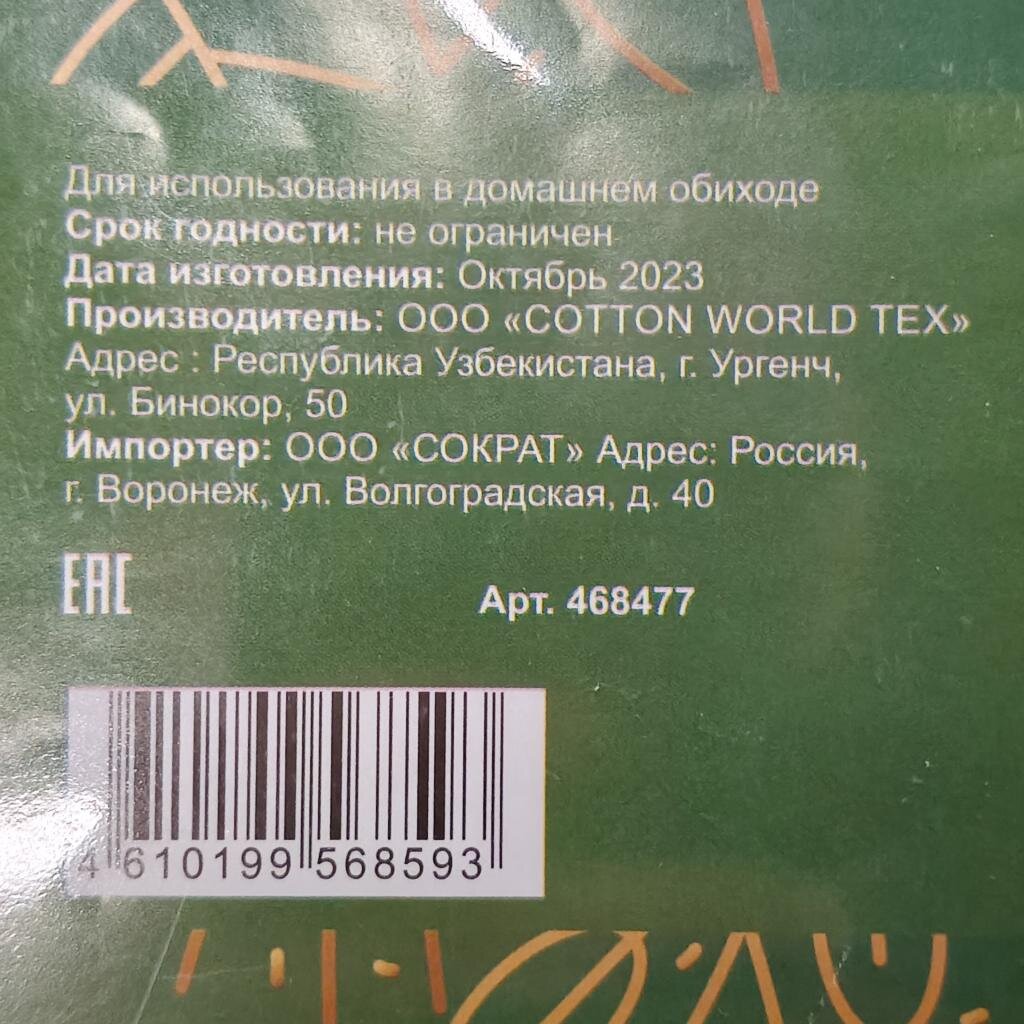 Для использования в домашнем обиходе
Срок годности: не ограничен
Дата изготовления: Октябрь 2023
Производитель: ООО «COTTON WORLD TEX»
Адрес : Республика Узбекистана, г. Ургенч,
ул. Бинокор, 50
Импортер: ООО «СОКРАТ» Адрес: Россия,
г. Воронеж, ул. Волгоградская, д. 40
EAC
Арт. 468477
4 610199 568593